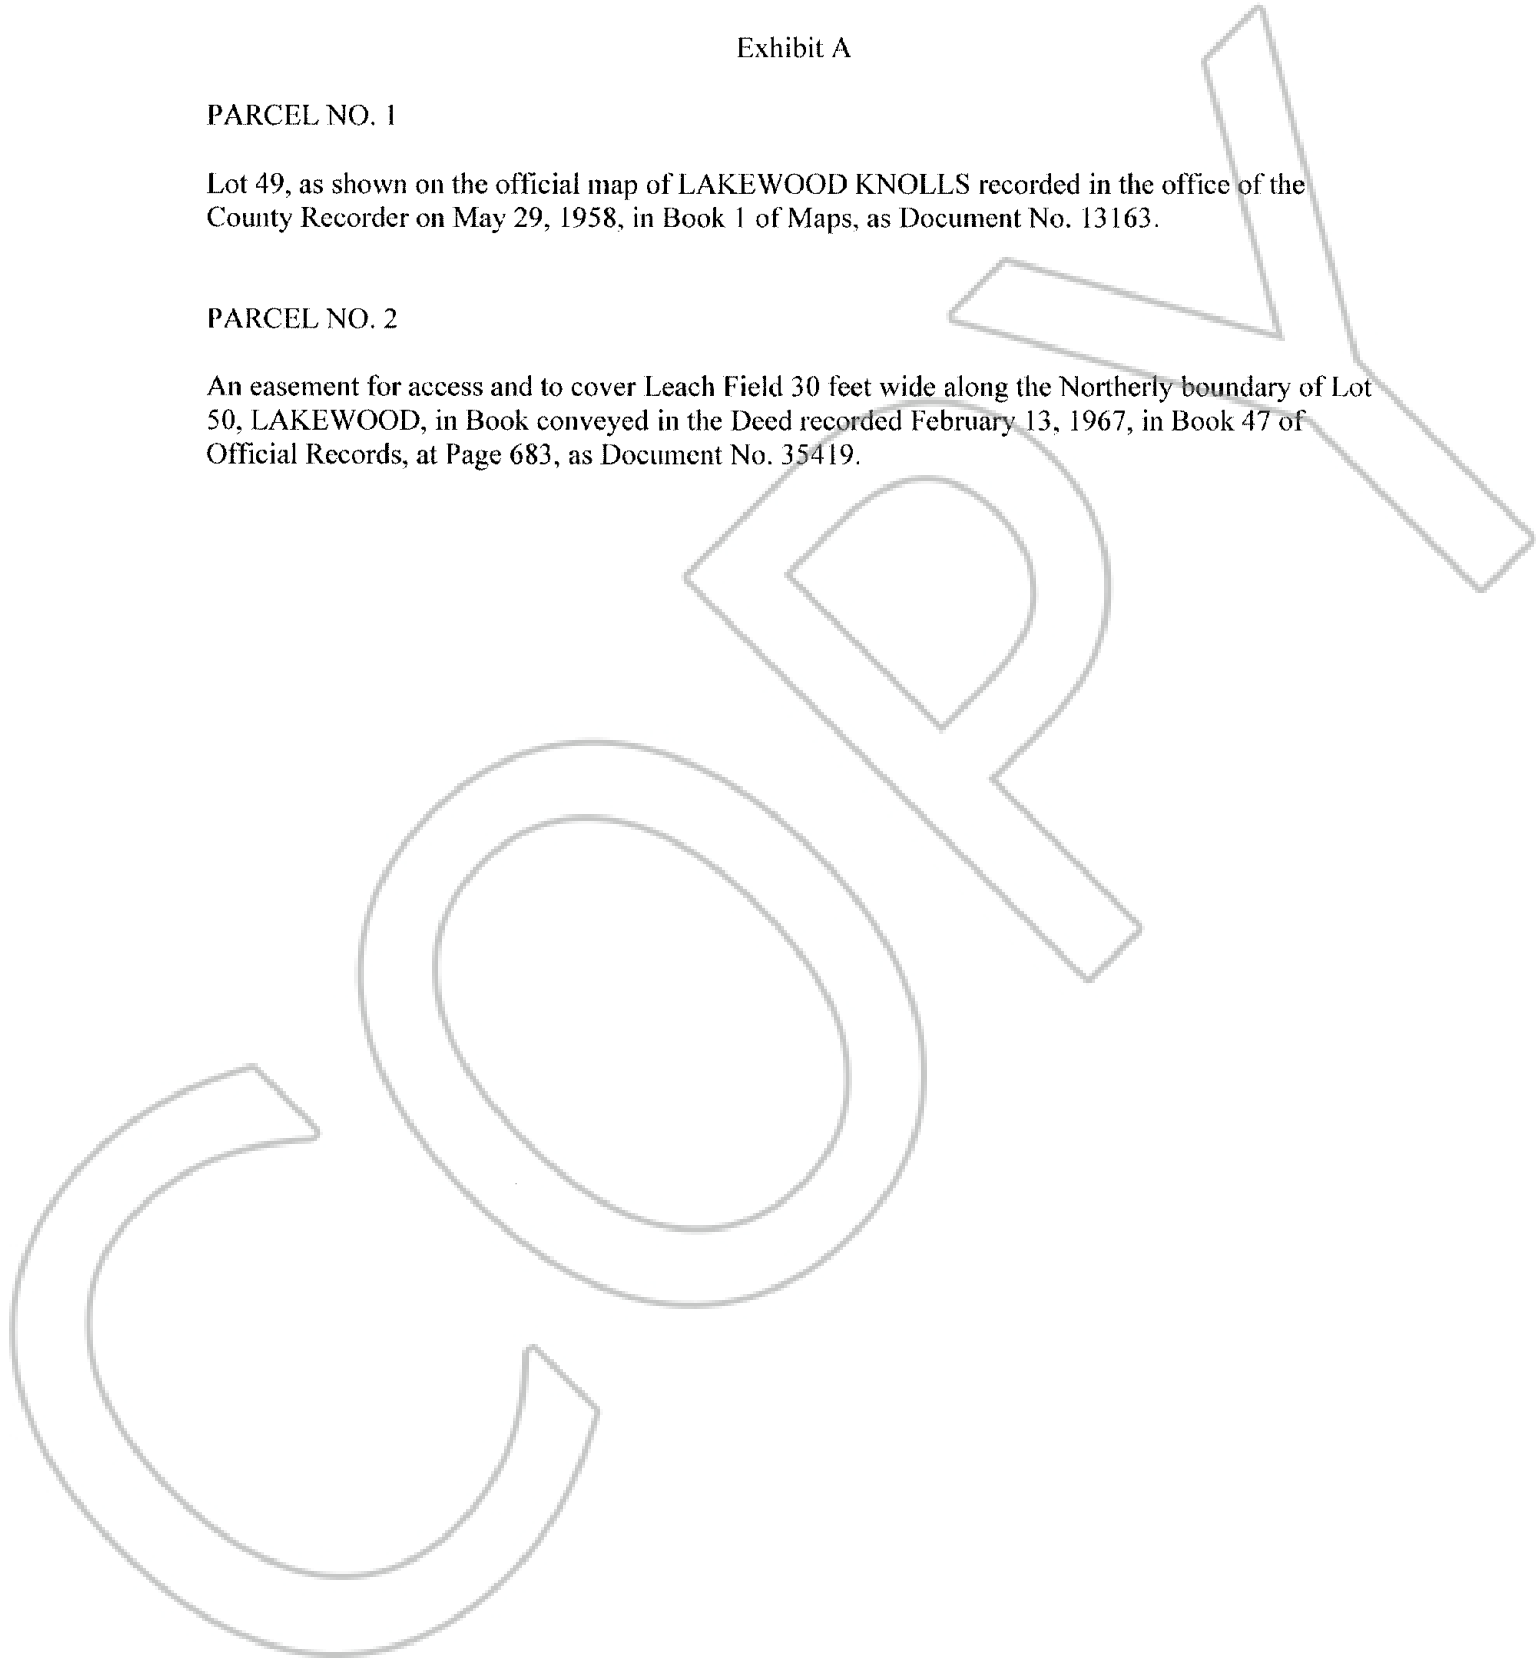 Exhibit A
PARCEL NO. 1
Lot 49, as shown on the official map of LAKEWOOD KNOLLS recorded in the office of the
County Recorder on May 29, 1958, in Book 1 of Maps, as Document No. 13163.
PARCEL NO. 2
An easement for access and to cover Leach Field 30 feet wide along the Northerly boundary of Lot
50, LAKEWOOD, in Book conveyed in the Deed recorded February 13, 1967, in Book 47 of
Official Records, at Page 683, as Document No. 35419.
COPY